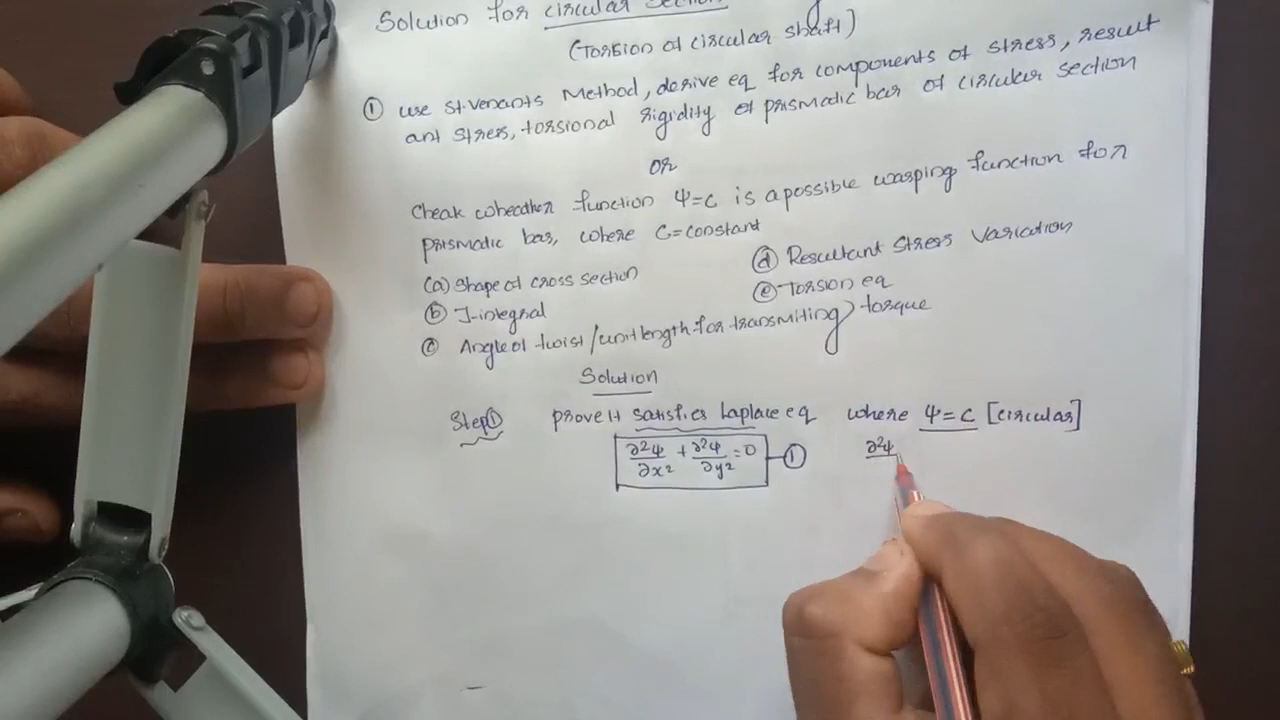 Solution for circular Section
(Torsion of circular shaft)
① use st.venants Method, derive eq for components of stress, result
ant stress, torsional rigidity of prismatic bar of circular section
OR
Cheak wheather function Ψ=c is a possible warping function for
prismatic bar, where C=constant
(a) shape of cross section
ⓑ J-integral
ⓒ Angle of twist /unit length for transmiting torque
ⓓ Resultant Stress Variation
ⓔ Torsion eq
Solution
Step① prove it satisfies Laplace eq where Ψ=c [circular]
∂²Ψ/∂x² + ∂²Ψ/∂y² = 0 —①
∂²Ψ